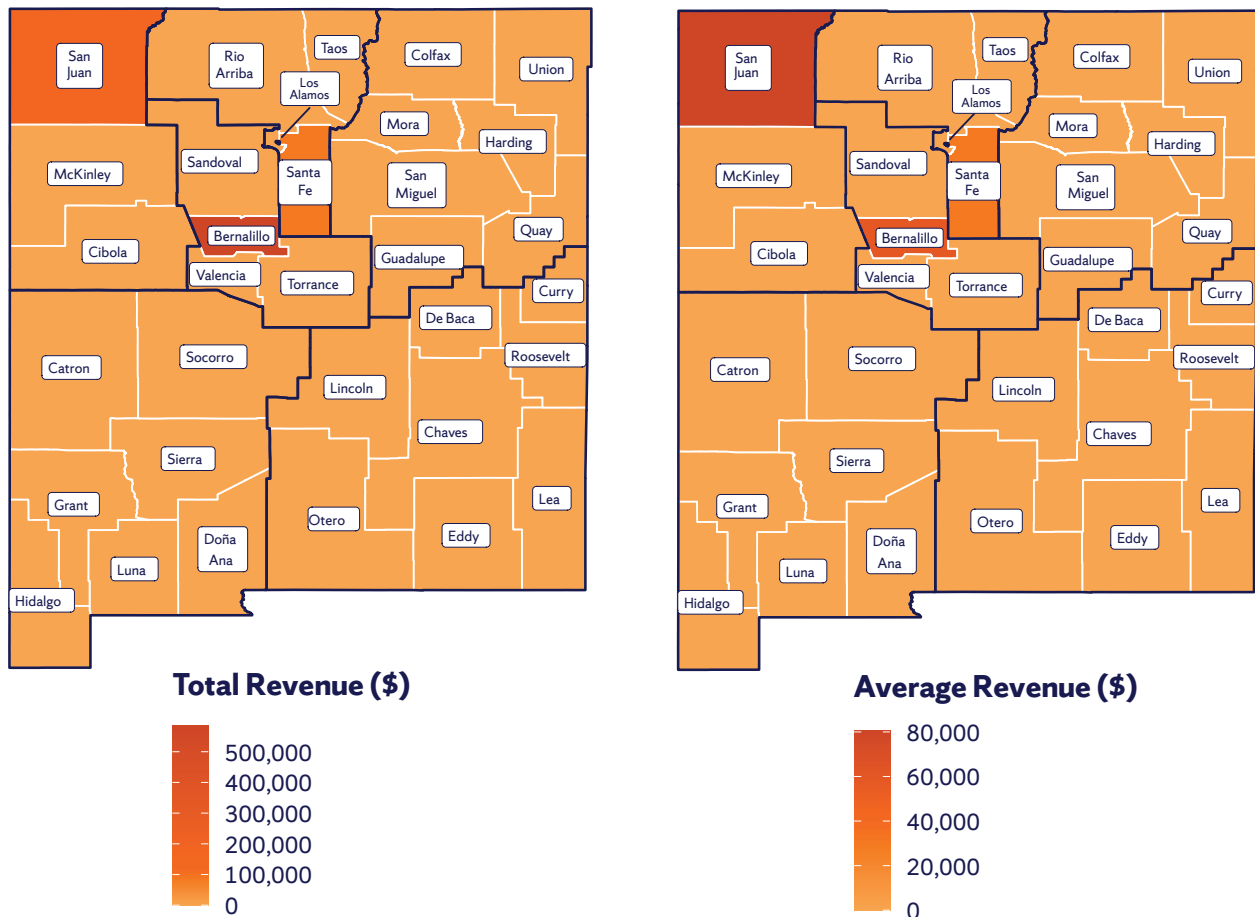 San
Juan
Rio
Arriba
Taos
Colfax
Union
Los
Alamos
Mora
Harding
Sandoval
McKinley
Santa
Fe
San
Miguel
Bernalillo
Quay
Cibola
Guadalupe
Valencia
Torrance
Curry
De Baca
Socorro
Roosevelt
Catron
Lincoln
Chaves
Sierra
Grant
Lea
Otero
Eddy
Doña
Ana
Luna
Hidalgo
Total Revenue ($)
500,000
400,000
300,000
200,000
100,000
0
San
Juan
Rio
Arriba
Taos
Colfax
Union
Los
Alamos
Mora
Harding
Sandoval
McKinley
Santa
Fe
San
Miguel
Bernalillo
Quay
Cibola
Guadalupe
Valencia
Torrance
Curry
De Baca
Socorro
Roosevelt
Catron
Lincoln
Chaves
Sierra
Grant
Lea
Otero
Eddy
Doña
Ana
Luna
Hidalgo
Average Revenue ($)
80,000
60,000
40,000
20,000
0